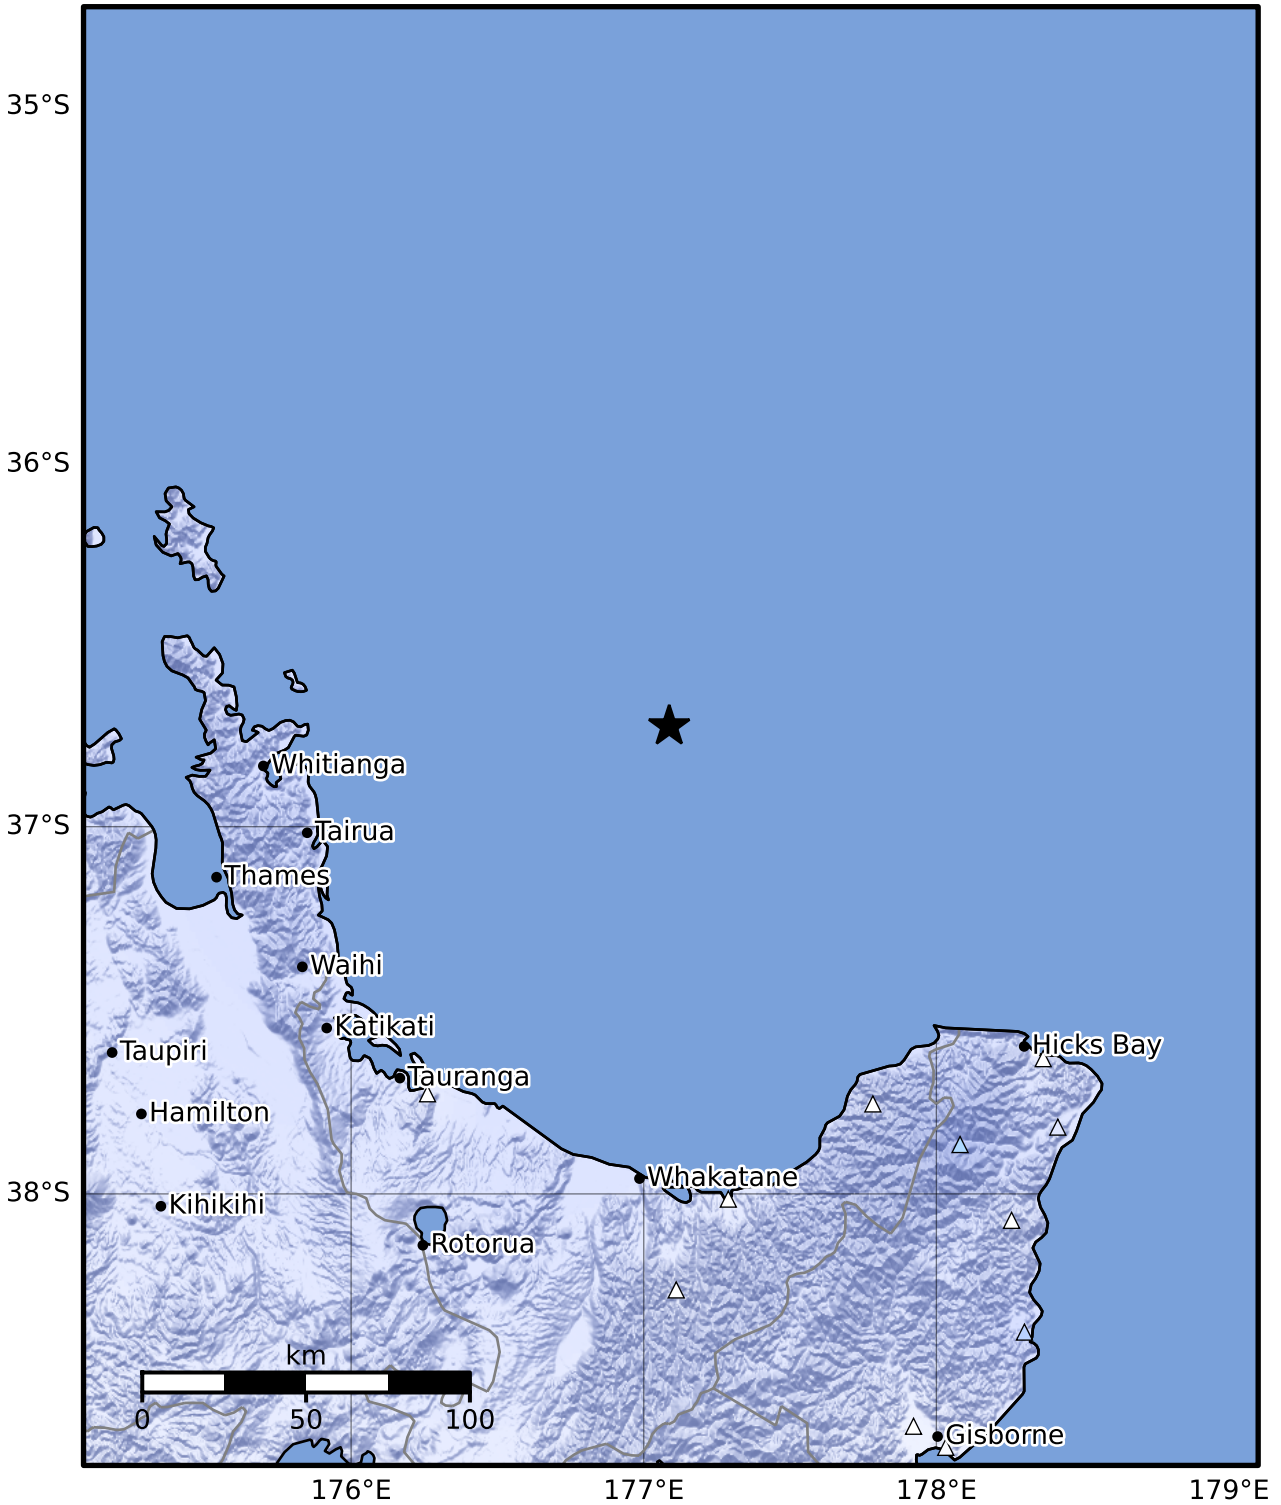 35°S
36°S
Whitianga
37°S
Tairua
Thames
Waihi
Katikati
Hicks Bay
Taupiri
Tauranga
Hamilton
Whakatane
38°S
Kihikihi
Rotorua
km
0 50 100
Gisborne
176°E 177°E 178°E 179°E